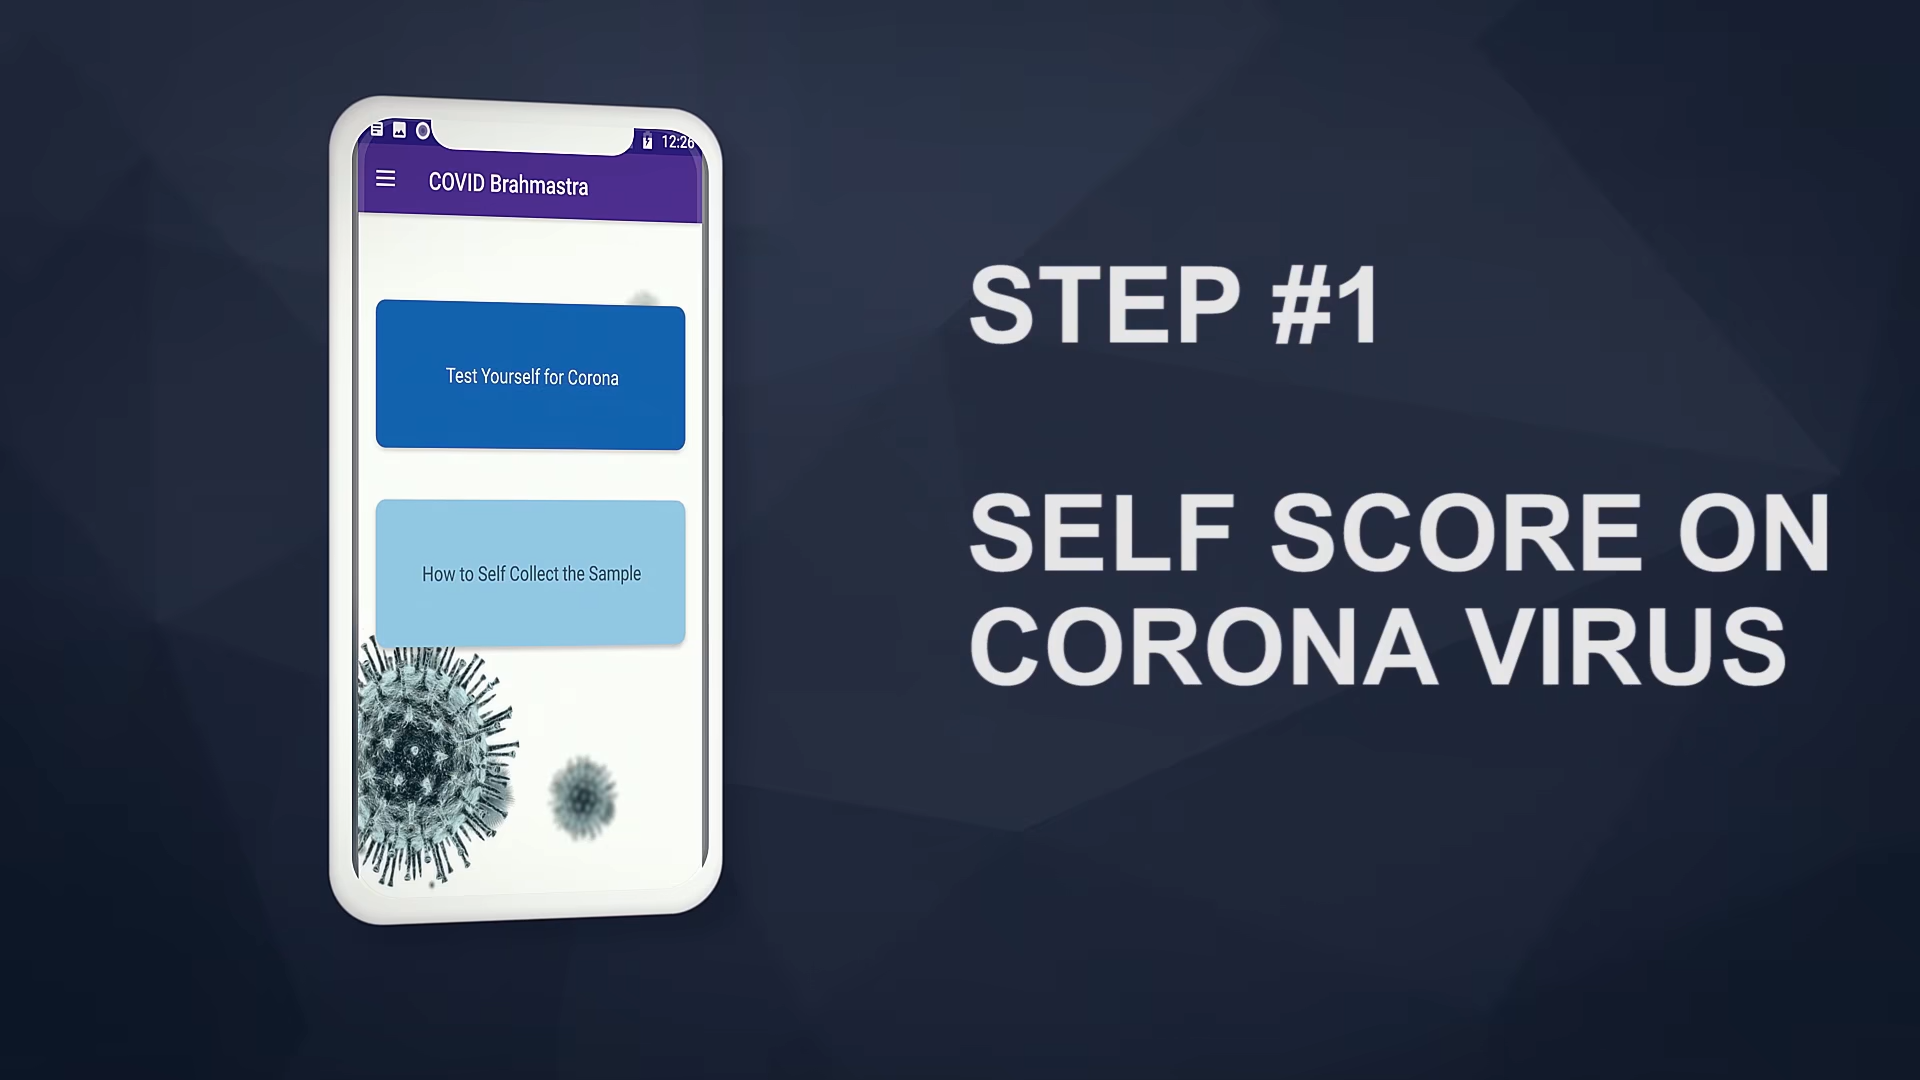 12:26
COVID Brahmastra
Test Yourself for Corona
How to Self Collect the Sample
STEP #1
SELF SCORE ON
CORONA VIRUS